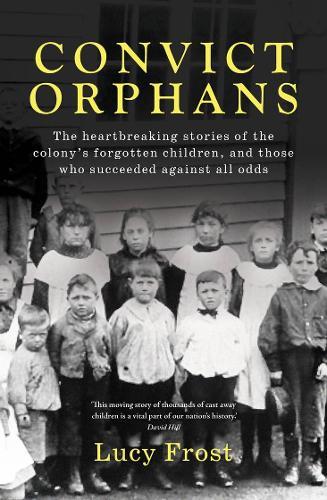 CONVICT
ORPHANS
The heartbreaking stories of the
colony's forgotten children, and those
who succeeded against all odds
'This moving story of thousands of cast away
children is a vital part of our nation's history.'
David Hill
Lucy Frost